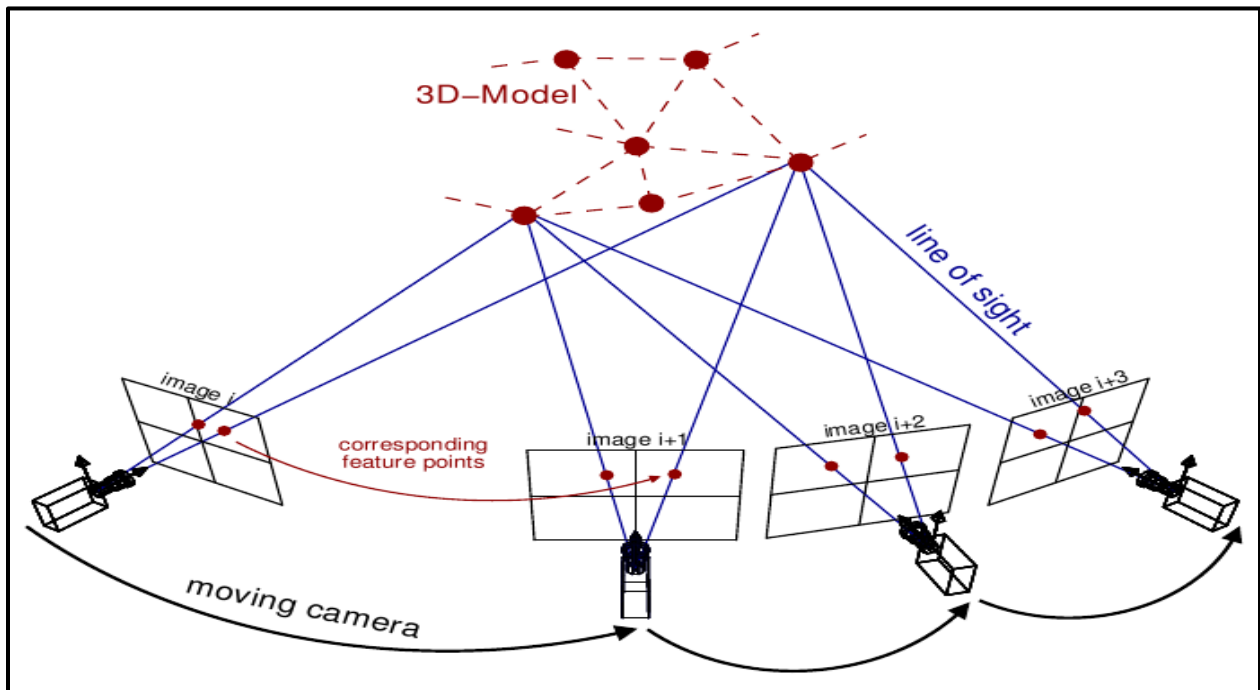 3D-Model
line of sight
image i
image i+1
image i+2
image i+3
corresponding
feature points
moving camera